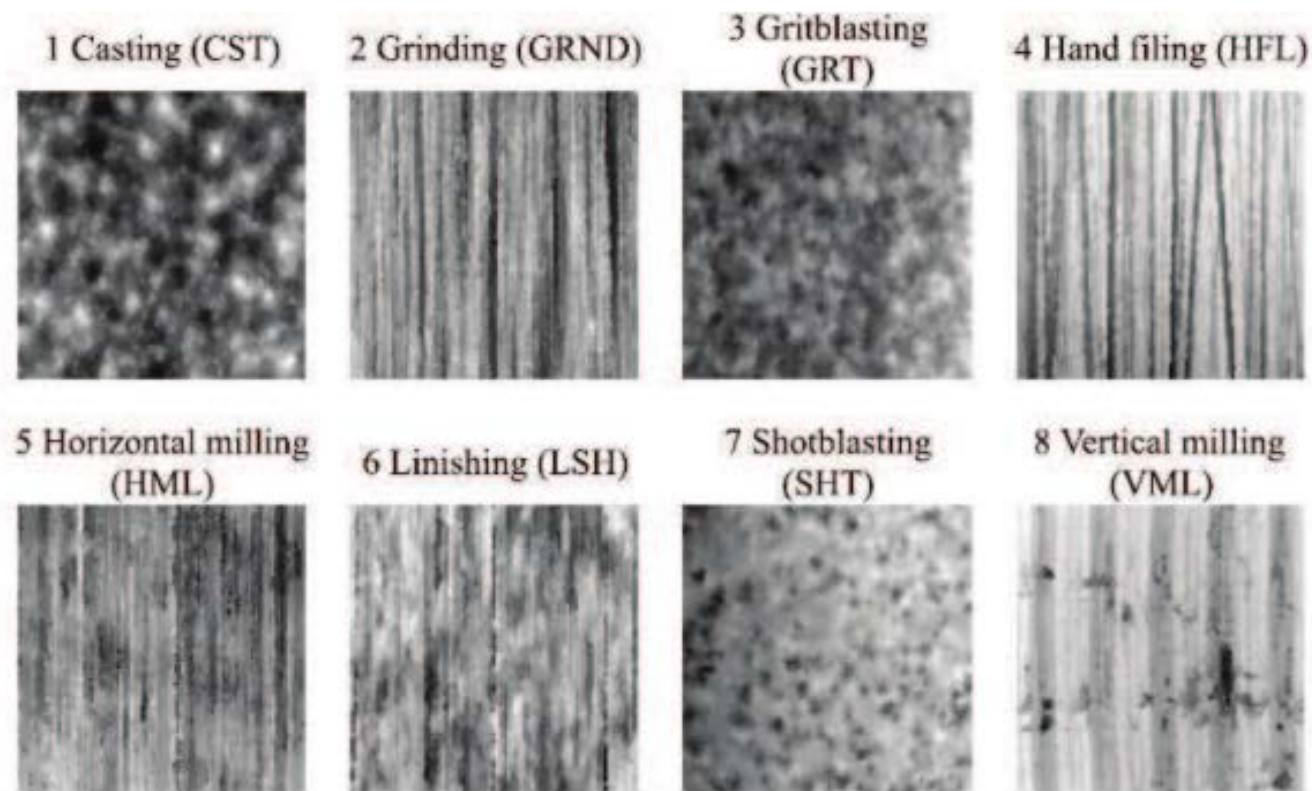 1 Casting (CST)
2 Grinding (GRND)
3 Gritblasting
(GRT)
4 Hand filing (HFL)
5 Horizontal milling
(HML)
6 Linishing (LSH)
7 Shotblasting
(SHT)
8 Vertical milling
(VML)